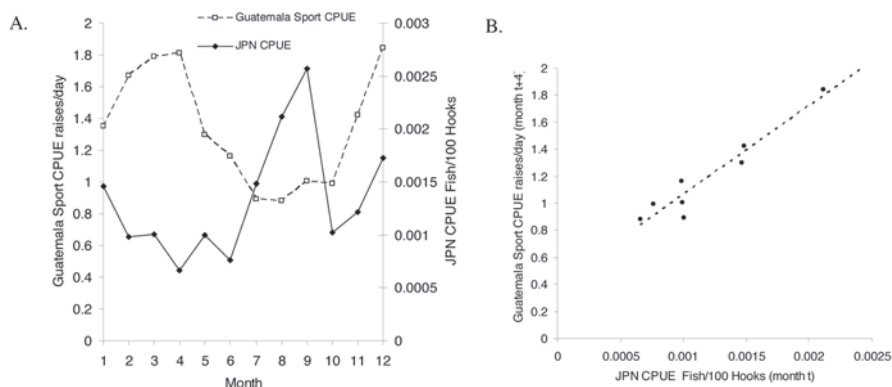 A.
Guatemala Sport CPUE raises/day
2
1.8
1.6
1.4
1.2
1
0.8
0.6
0.4
0.2
0
Guatemala Sport CPUE
JPN CPUE
0.003
0.0025
0.002
0.0015
0.001
0.0005
0
JPN CPUE Fish/100 Hooks
1 2 3 4 5 6 7 8 9 10 11 12
Month
B.
Guatemala Sport CPUE raises/day (month t+4)
2
1.8
1.6
1.4
1.2
1
0.8
0.6
0.4
0.2
0
0 0.0005 0.001 0.0015 0.002 0.0025
JPN CPUE Fish/100 Hooks (month t)